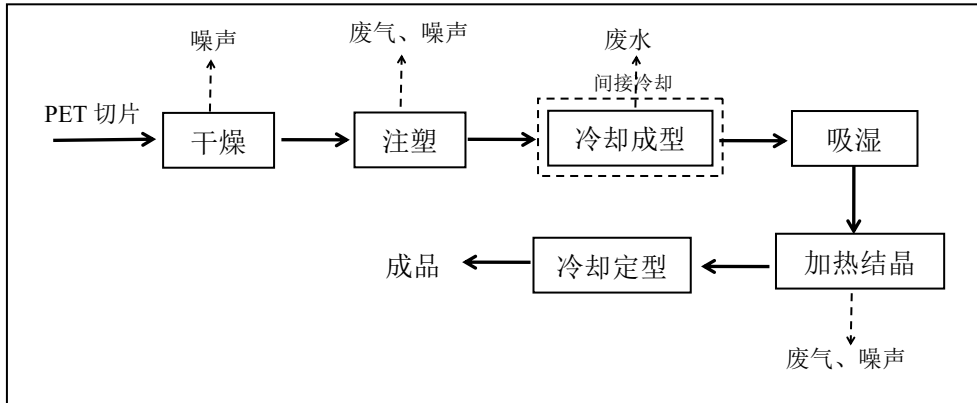 噪声
废气、噪声
废水
间接冷却
PET 切片
干燥
注塑
冷却成型
吸湿
成品
冷却定型
加热结晶
废气、噪声